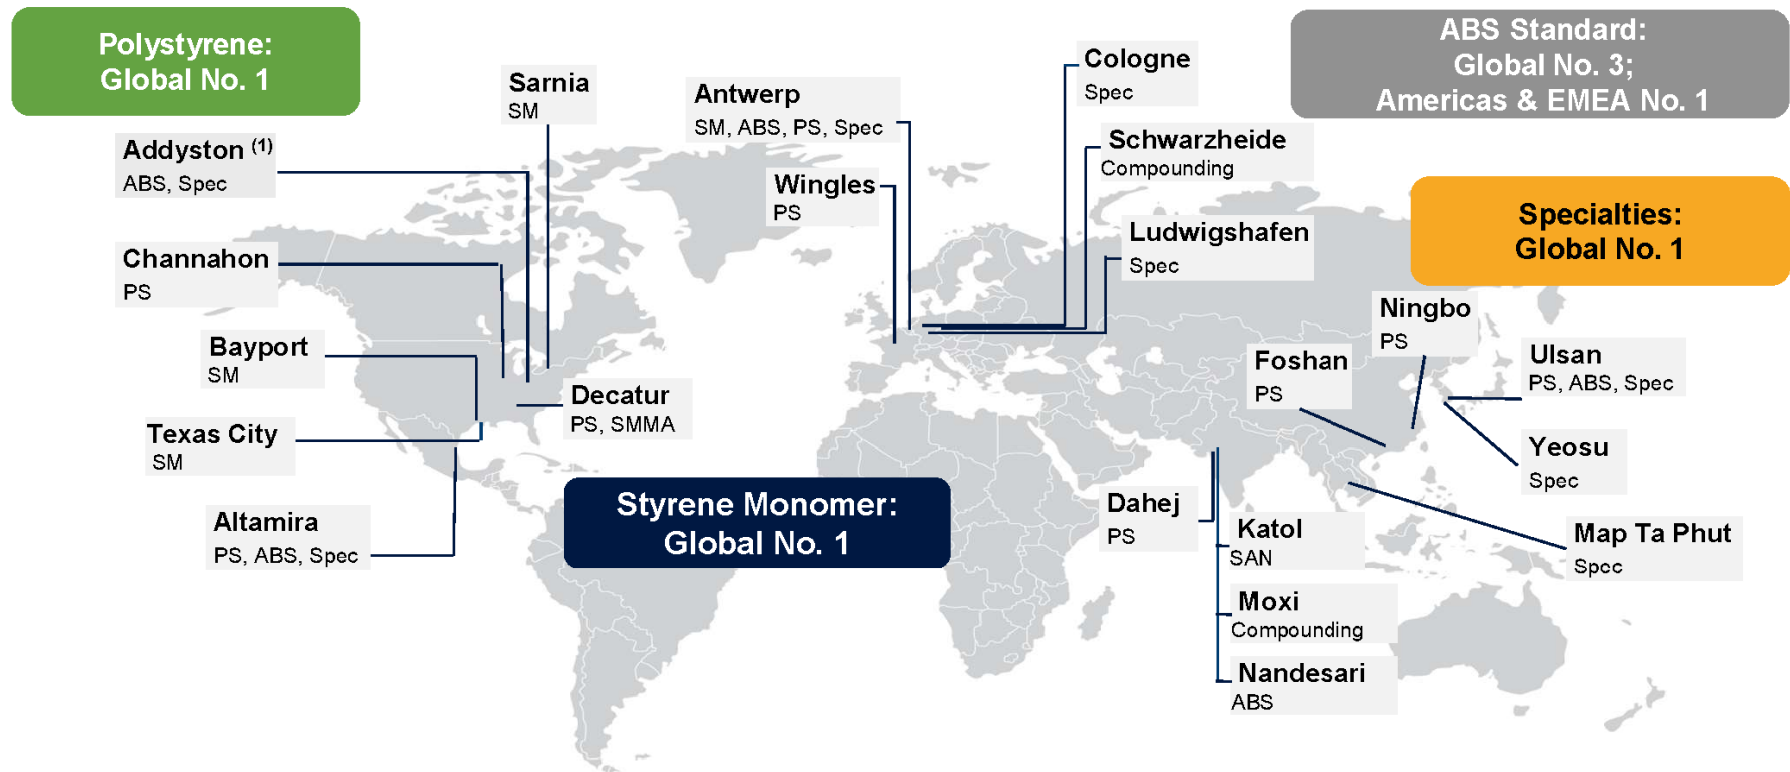 Polystyrene:
Global No. 1
ABS Standard:
Global No. 3;
Americas & EMEA No. 1
Specialties:
Global No. 1
Styrene Monomer:
Global No. 1
Sarnia
SM
Addyston (1)
ABS, Spec
Channahon
PS
Bayport
SM
Texas City
SM
Altamira
PS, ABS, Spec
Decatur
PS, SMMA
Antwerp
SM, ABS, PS, Spec
Wingles
PS
Cologne
Spec
Schwarzheide
Compounding
Ludwigshafen
Spec
Ningbo
PS
Foshan
PS
Ulsan
PS, ABS, Spec
Yeosu
Spec
Map Ta Phut
Spec
Dahej
PS
Katol
SAN
Moxi
Compounding
Nandesari
ABS